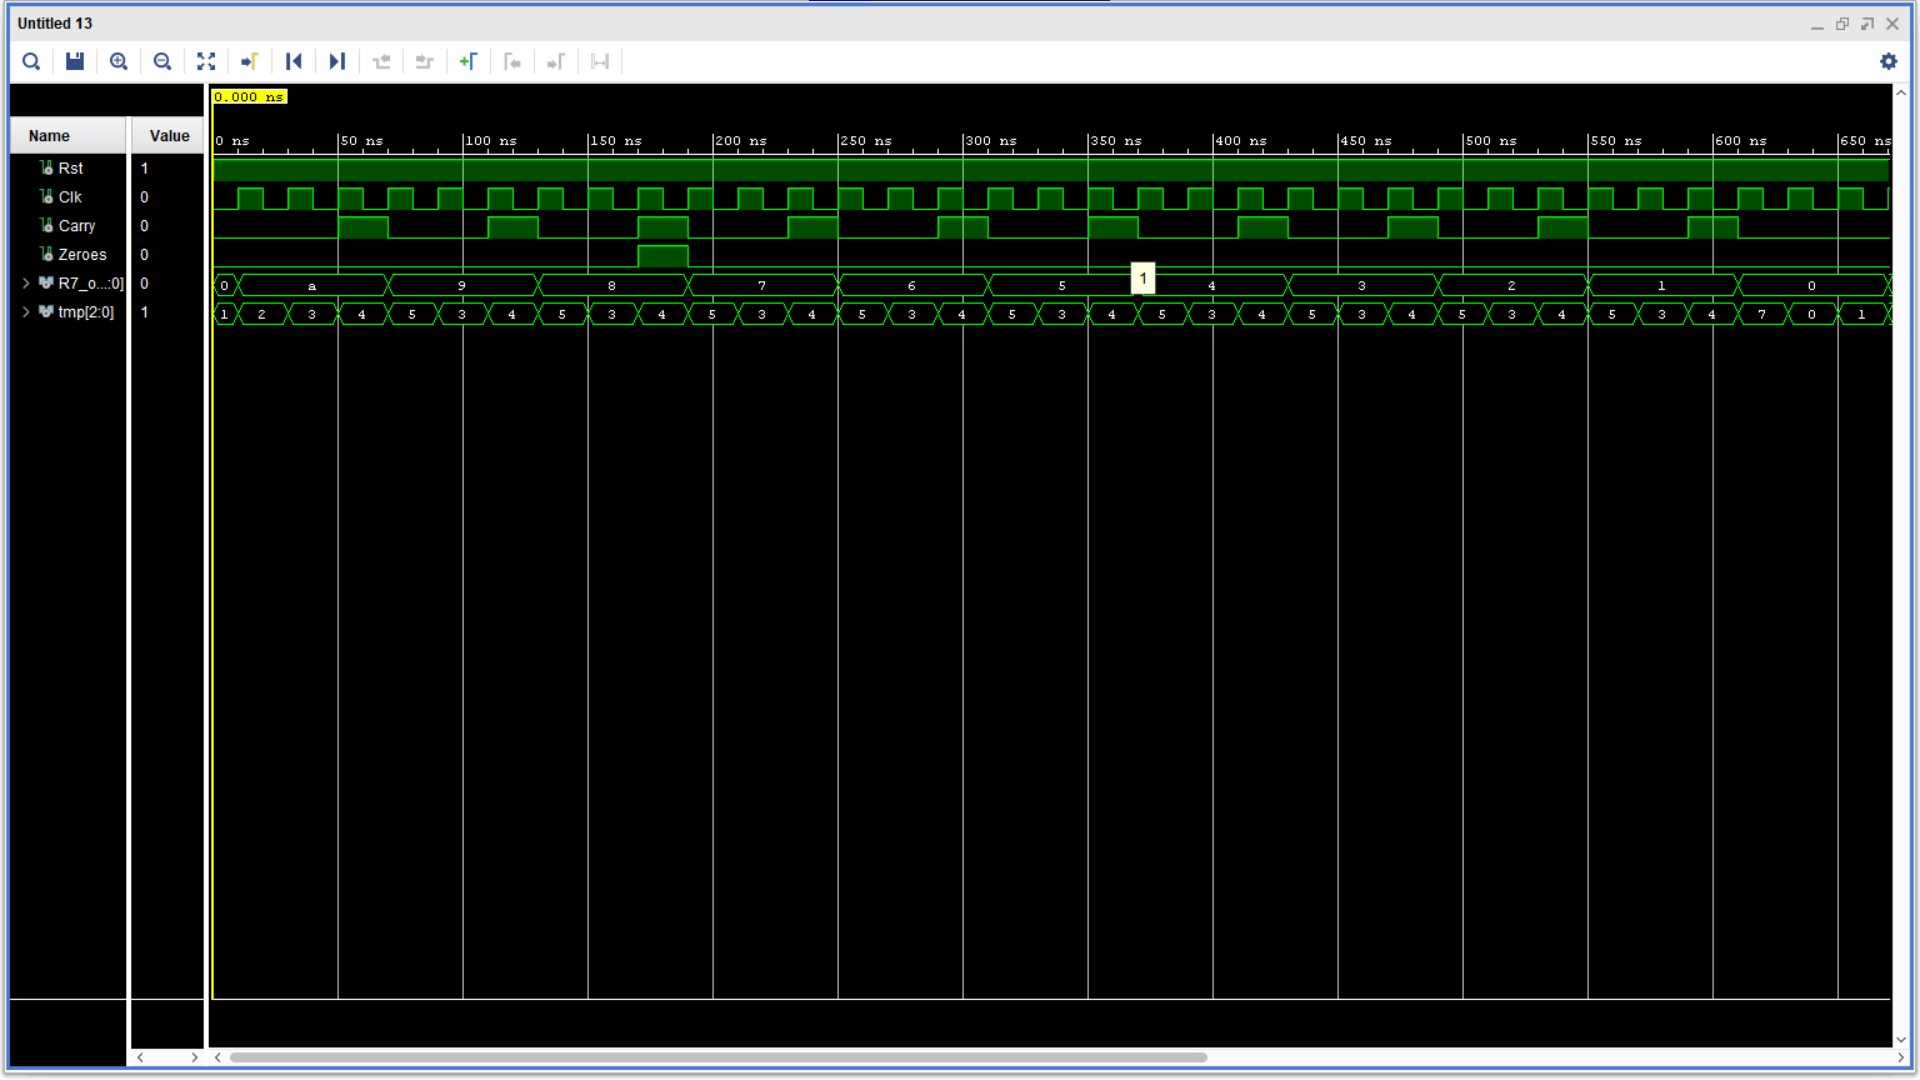 Untitled 13
0.000 ns
Name Value
0 ns 50 ns 100 ns 150 ns 200 ns 250 ns 300 ns 350 ns 400 ns 450 ns 500 ns 550 ns 600 ns 650 ns
Rst 1
Clk 0
Carry 0
Zeroes 0
R7_o...:0] 0 0 a 9 8 7 6 5 1 4 3 2 1 0
tmp[2:0] 1 1 2 3 4 5 3 4 5 3 4 5 3 4 5 3 4 5 3 4 5 3 4 5 3 4 5 3 4 5 3 4 7 0 1